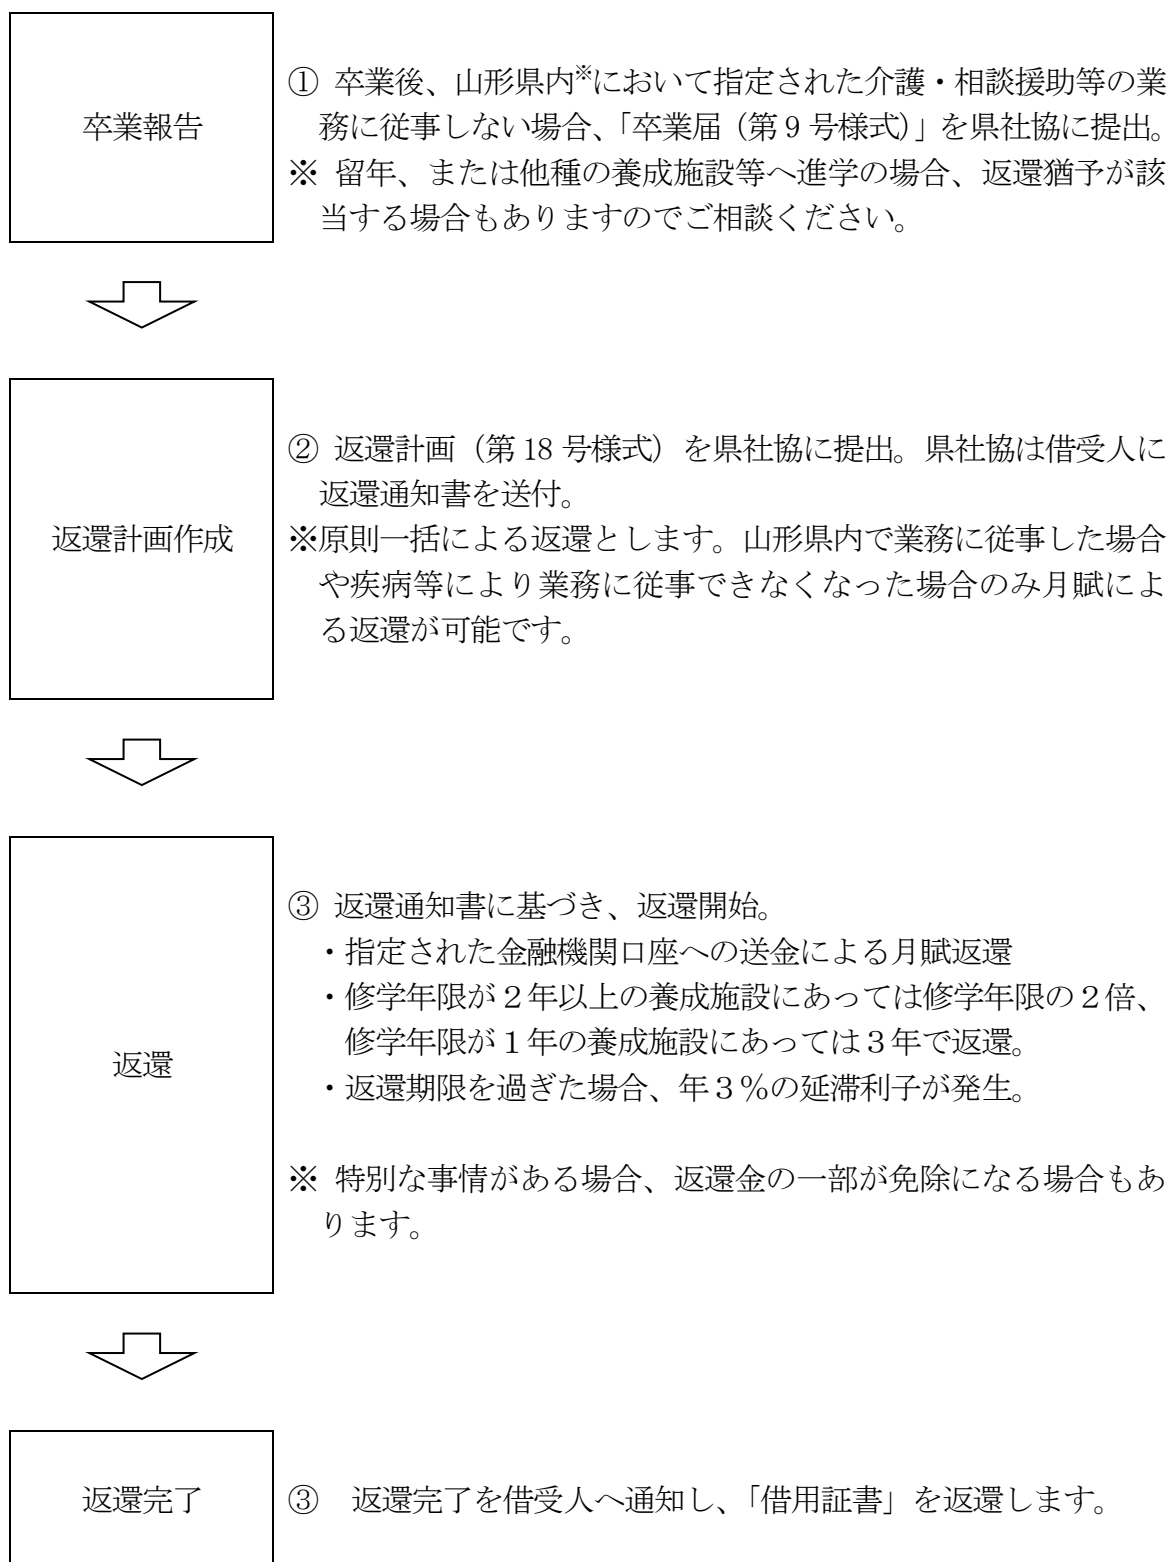 卒業報告
① 卒業後、山形県内※において指定された介護・相談援助等の業
務に従事しない場合、「卒業届（第９号様式）」を県社協に提出。
※ 留年、または他種の養成施設等へ進学の場合、返還猶予が該
当する場合もありますのでご相談ください。
返還計画作成
② 返還計画（第 18 号様式）を県社協に提出。県社協は借受人に
返還通知書を送付。
※原則一括による返還とします。山形県内で業務に従事した場合
や疾病等により業務に従事できなくなった場合のみ月賦によ
る返還が可能です。
返還
③ 返還通知書に基づき、返還開始。
・指定された金融機関口座への送金による月賦返還
・修学年限が２年以上の養成施設にあっては修学年限の２倍、
修学年限が１年の養成施設にあっては３年で返還。
・返還期限を過ぎた場合、年３％の延滞利子が発生。
※ 特別な事情がある場合、返還金の一部が免除になる場合もあ
ります。
返還完了
③ 返還完了を借受人へ通知し、「借用証書」を返還します。